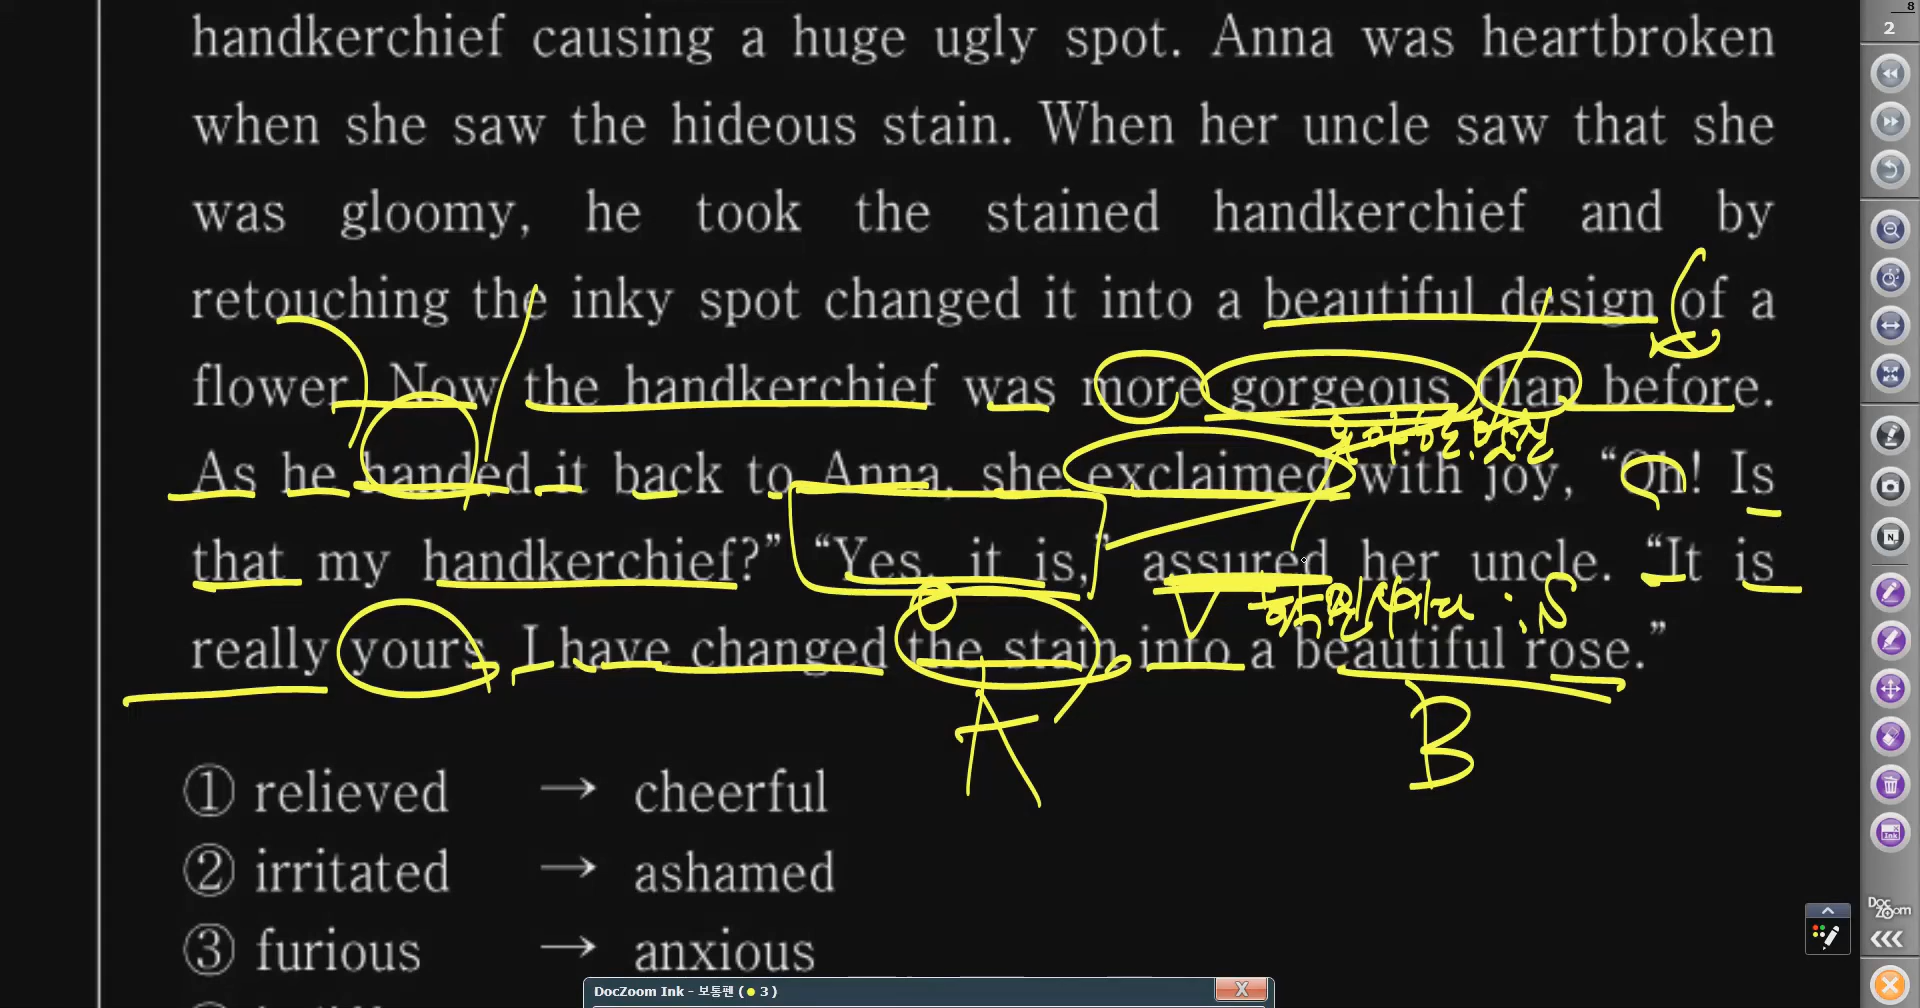 8
2
handkerchief causing a huge ugly spot. Anna was heartbroken
when she saw the hideous stain. When her uncle saw that she
was gloomy, he took the stained handkerchief and by
retouching the inky spot changed it into a beautiful design of a
flower. Now the handkerchief was more gorgeous than before.
As he handed it back to Anna, she exclaimed with joy, “Oh! Is
that my handkerchief?” “Yes, it is,” assured her uncle. “It is
really yours. I have changed the stain into a beautiful rose.”
A
B
① relieved → cheerful
② irritated → ashamed
③ furious → anxious
DocZoom Ink - 보통펜 ( 3 )
X
Doc
Zoom
N
Ink